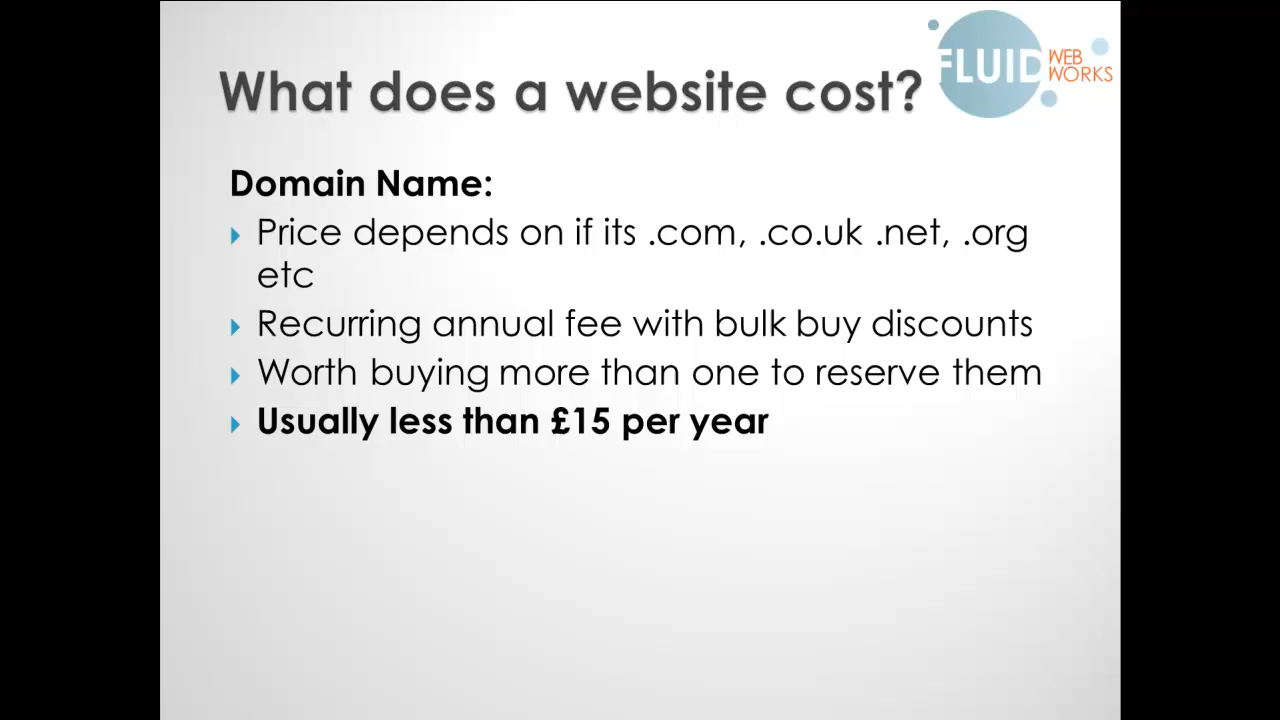 What does a website cost?
FLUID
WEB
WORKS
Domain Name:
Price depends on if its .com, .co.uk .net, .org
etc
Recurring annual fee with bulk buy discounts
Worth buying more than one to reserve them
Usually less than £15 per year